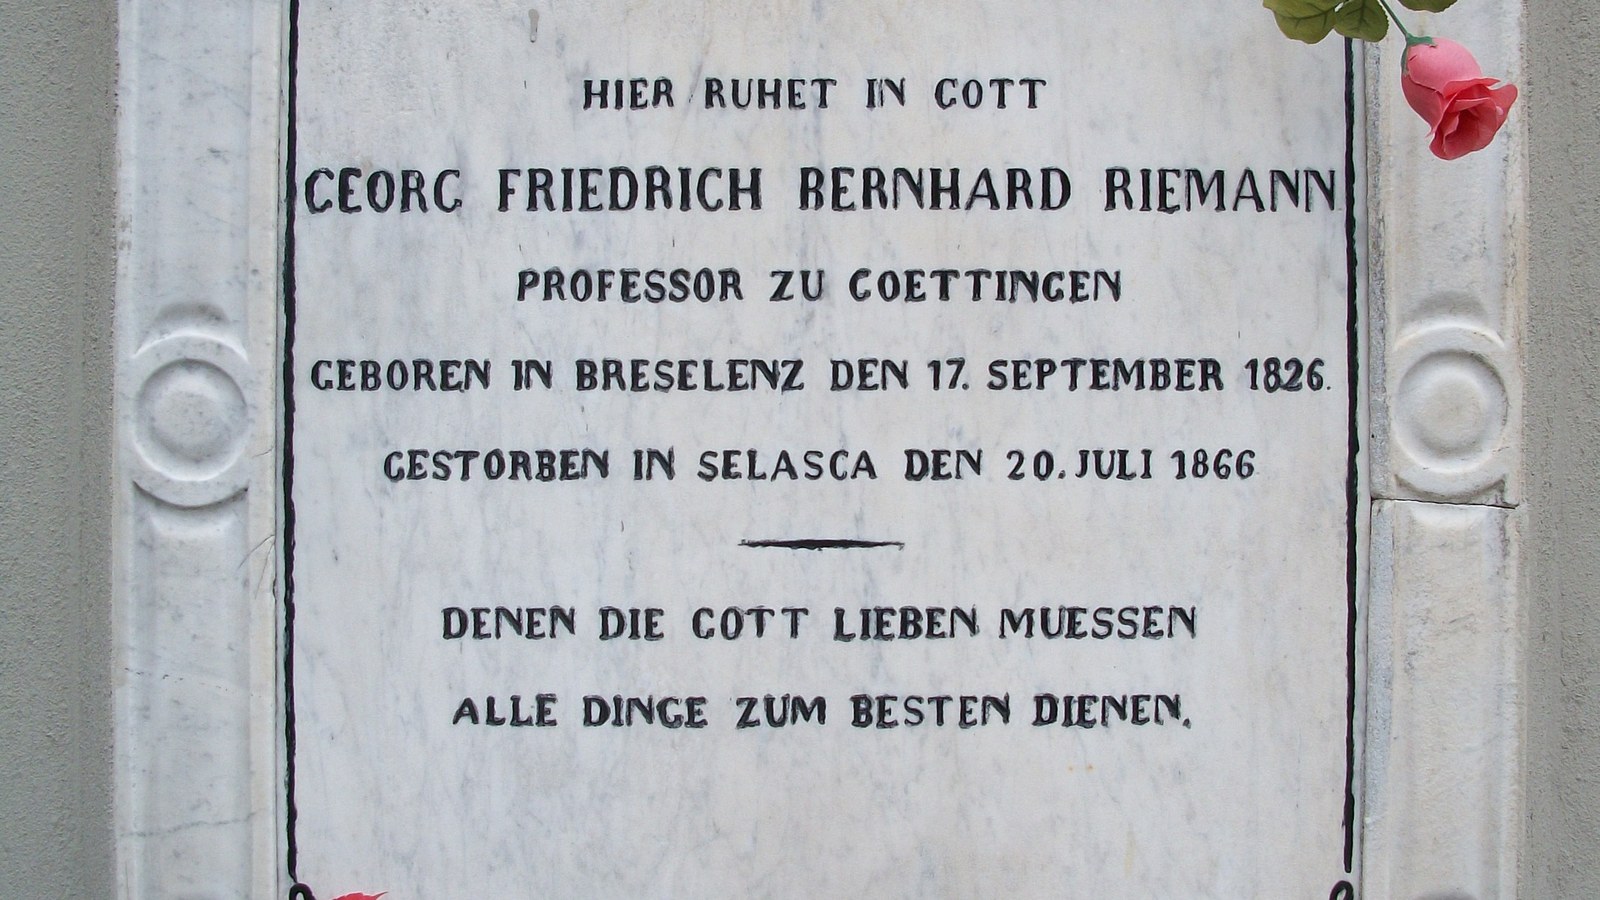 HIER RUHET IN GOTT
GEORG FRIEDRICH BERNHARD RIEMANN
PROFESSOR ZU GOETTINGEN
GEBOREN IN BRESELENZ DEN 17. SEPTEMBER 1826.
GESTORBEN IN SELASCA DEN 20. JULI 1866
DENEN DIE GOTT LIEBEN MUESSEN
ALLE DINGE ZUM BESTEN DIENEN.